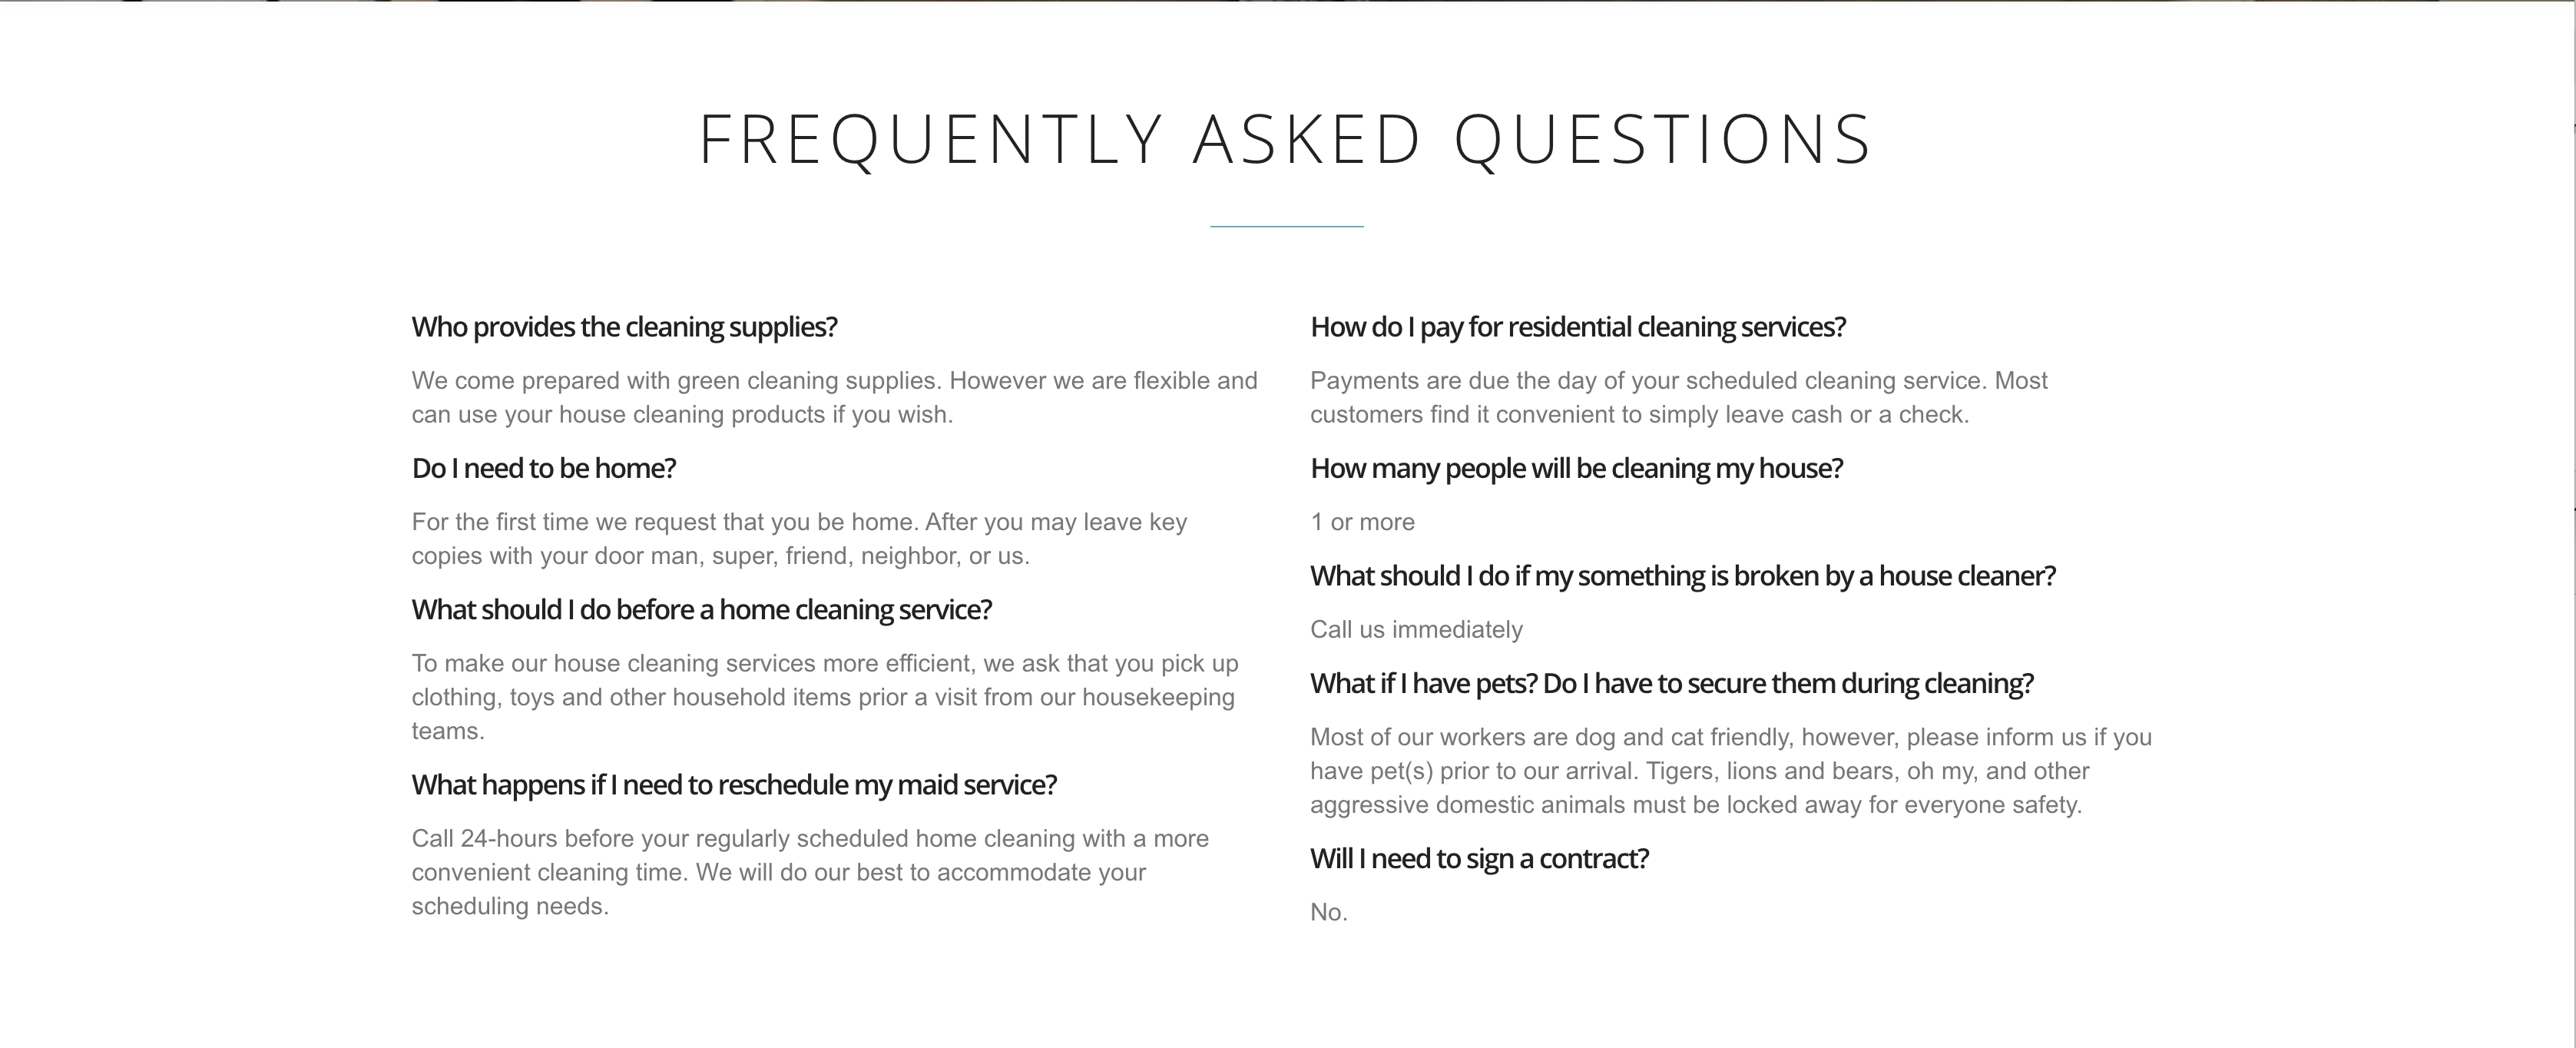 FREQUENTLY ASKED QUESTIONS
Who provides the cleaning supplies?
We come prepared with green cleaning supplies. However we are flexible and
can use your house cleaning products if you wish.
Do I need to be home?
For the first time we request that you be home. After you may leave key
copies with your door man, super, friend, neighbor, or us.
What should I do before a home cleaning service?
To make our house cleaning services more efficient, we ask that you pick up
clothing, toys and other household items prior a visit from our housekeeping
teams.
What happens if I need to reschedule my maid service?
Call 24-hours before your regularly scheduled home cleaning with a more
convenient cleaning time. We will do our best to accommodate your
scheduling needs.
How do I pay for residential cleaning services?
Payments are due the day of your scheduled cleaning service. Most
customers find it convenient to simply leave cash or a check.
How many people will be cleaning my house?
1 or more
What should I do if my something is broken by a house cleaner?
Call us immediately
What if I have pets? Do I have to secure them during cleaning?
Most of our workers are dog and cat friendly, however, please inform us if you
have pet(s) prior to our arrival. Tigers, lions and bears, oh my, and other
aggressive domestic animals must be locked away for everyone safety.
Will I need to sign a contract?
No.